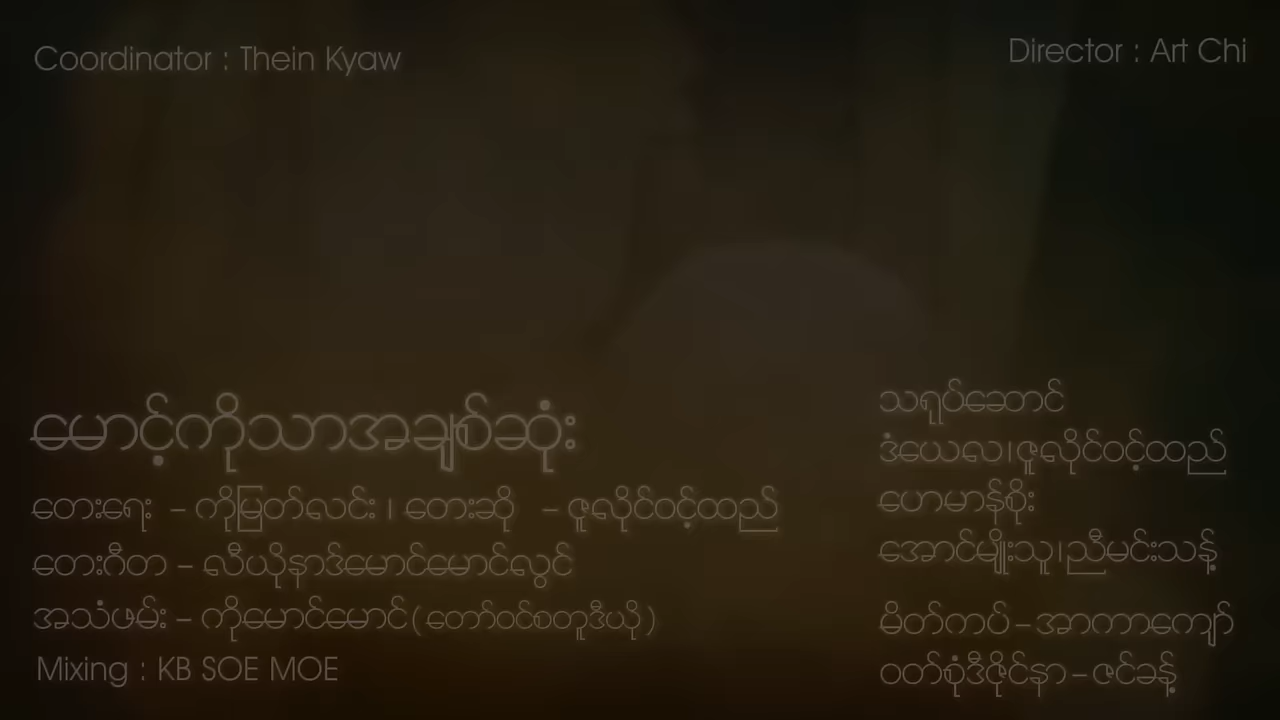 Coordinator : Thein Kyaw
Director : Art Chi
မောင့်ကိုသာအချစ်ဆုံး
တေးရေး – ကိုမြတ်လင်း ၊ တေးဆို – ဇူလိုင်ဝင့်ထည်
တေးဂီတ – လီယိုနာဒ်မောင်မောင်လွင်
အသံဖမ်း – ကိုမောင်မောင် (တော်ဝင်စတူဒီယို)
Mixing : KB SOE MOE
သရုပ်ဆောင်
ဒံယေလ၊ဇူလိုင်ဝင့်ထည်
ဟေမာန်စိုး
အောင်မျိုးသူ၊ညီမင်းသန့်
မိတ်ကပ် – အာကာကျော်
ဝတ်စုံဒီဇိုင်နာ – ဇင်ခန့်